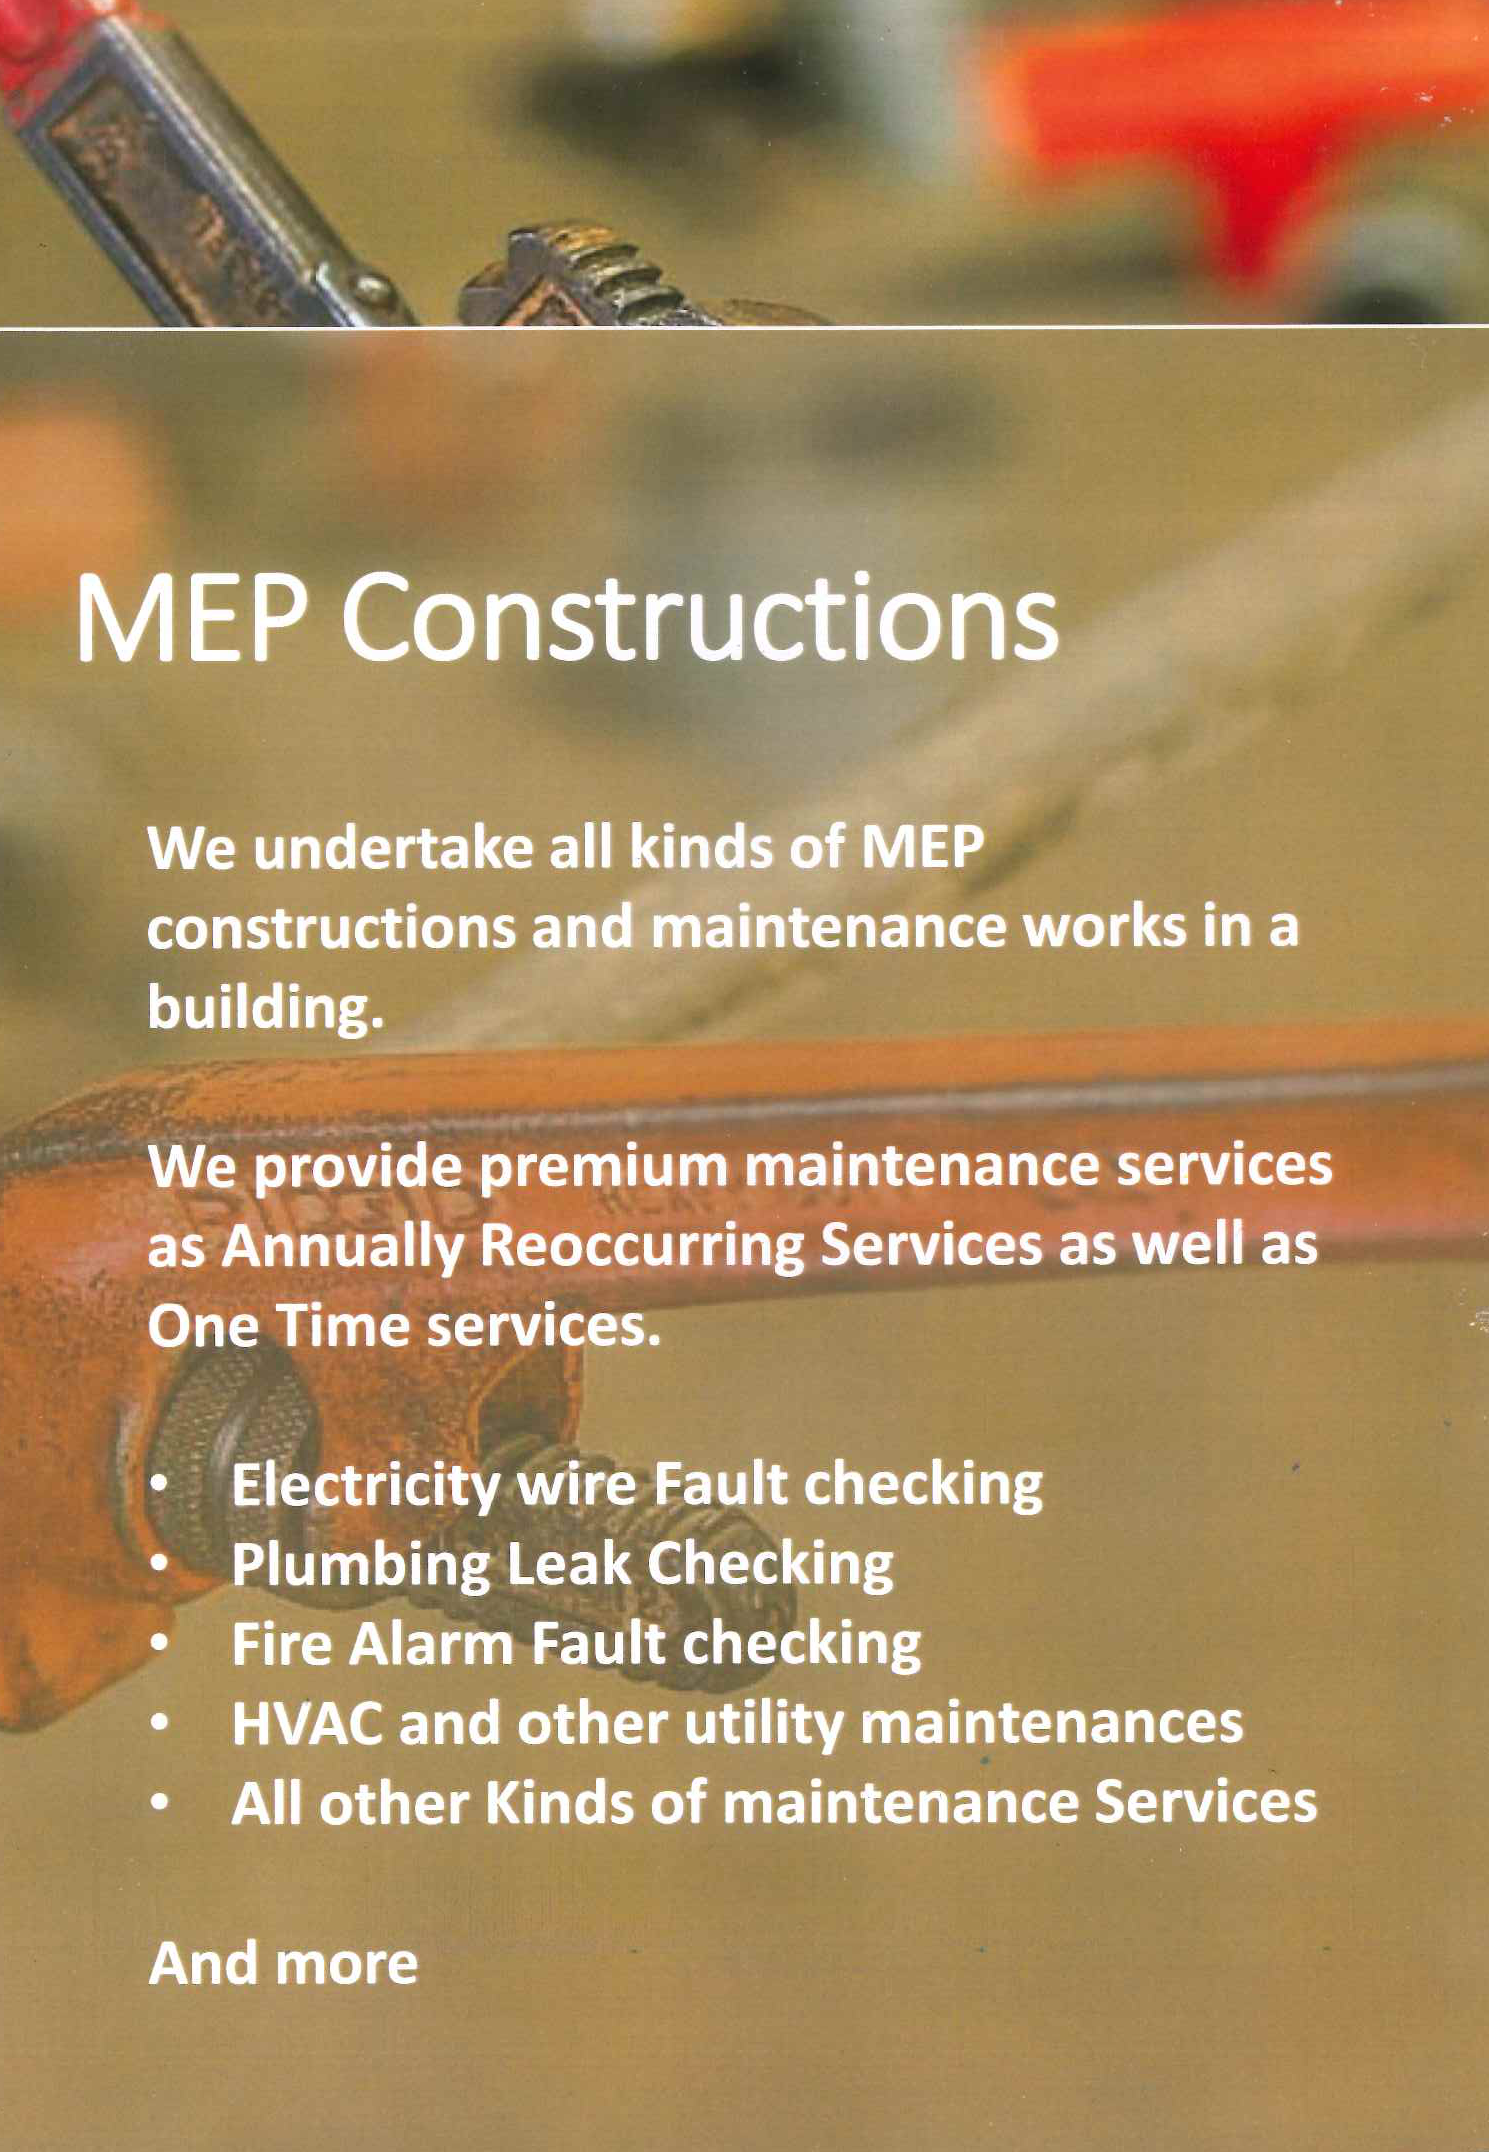 MEP Constructions
We undertake all kinds of MEP
constructions and maintenance works in a
building.
We provide premium maintenance services
as Annually Reoccurring Services as well as
One Time services.
• Electricity wire Fault checking
• Plumbing Leak Checking
• Fire Alarm Fault checking
• HVAC and other utility maintenances
• All other Kinds of maintenance Services
And more